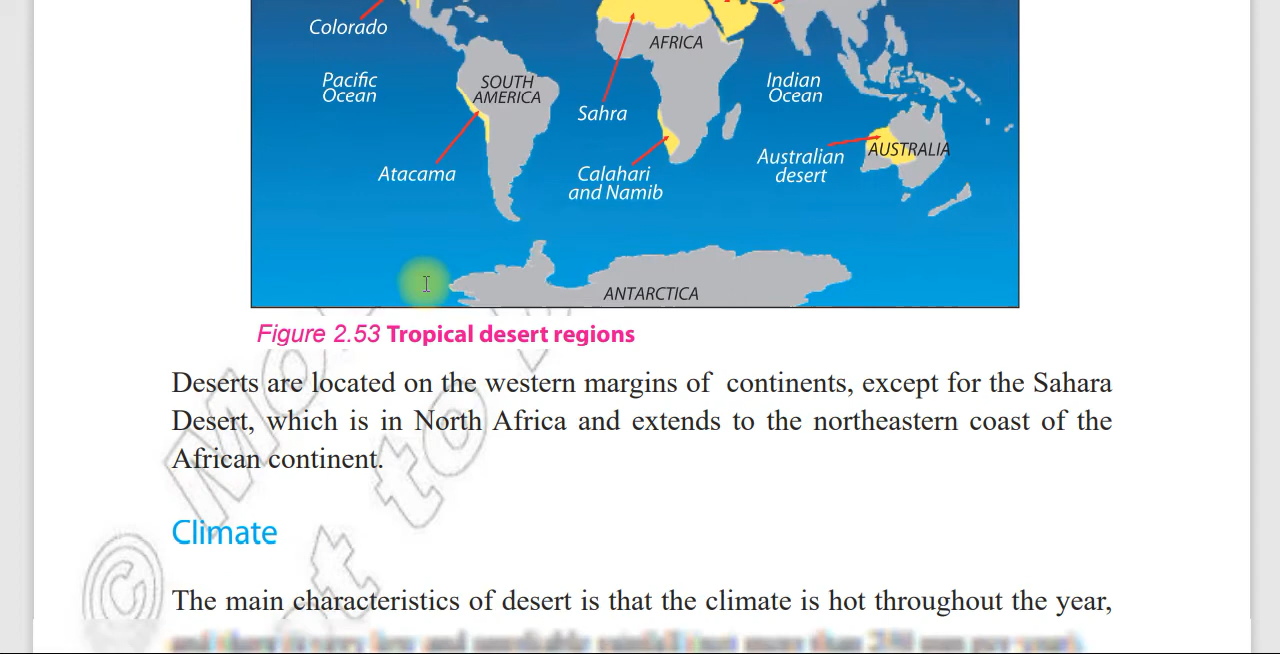 Colorado
AFRICA
Pacific
Ocean
SOUTH
AMERICA
Indian
Ocean
Sahra
Atacama
Calahari
and Namib
Australian
desert
AUSTRALIA
ANTARCTICA
Figure 2.53 Tropical desert regions
Deserts are located on the western margins of continents, except for the Sahara
Desert, which is in North Africa and extends to the northeastern coast of the
African continent.
Climate
The main characteristics of desert is that the climate is hot throughout the year,